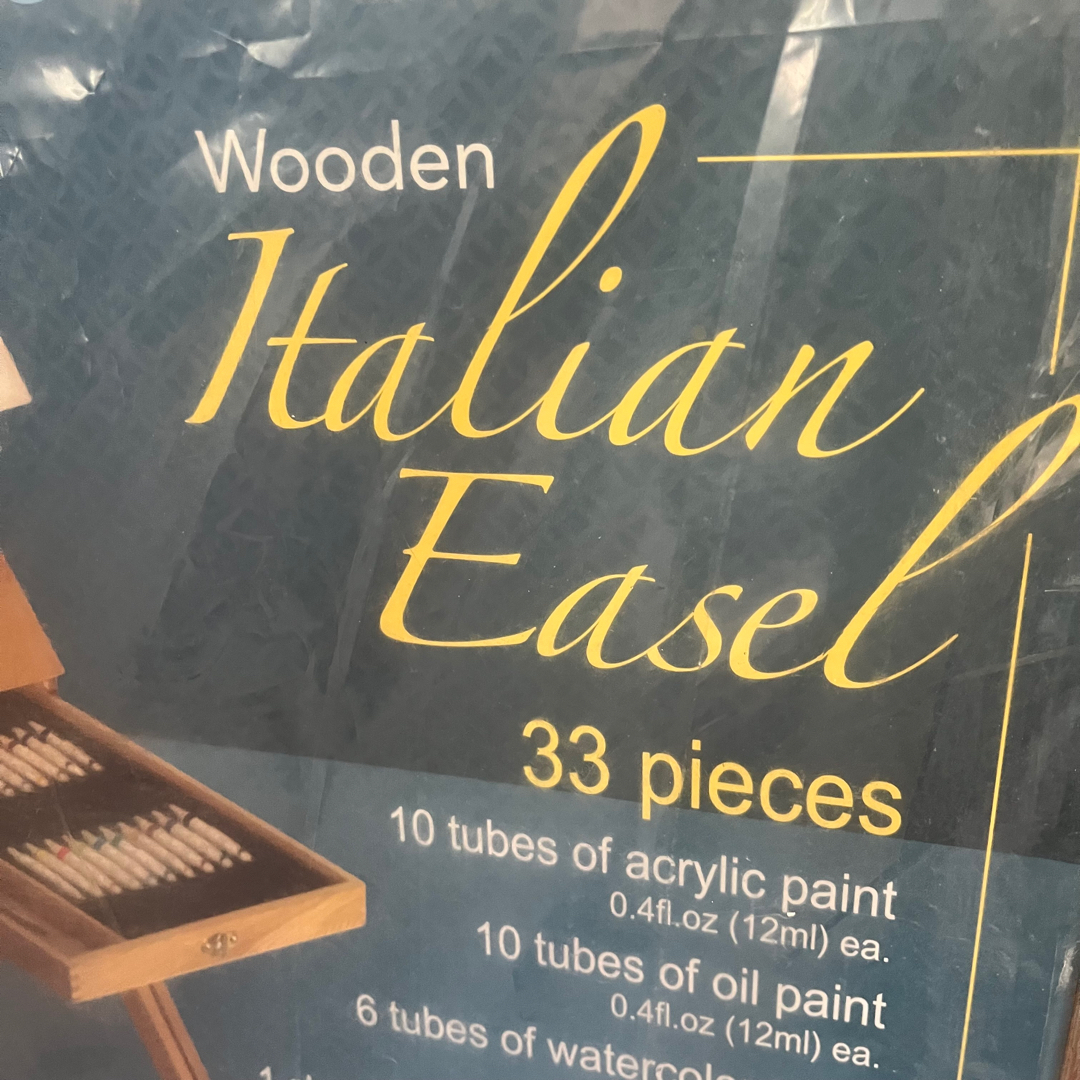 Wooden
Italian
Easel
33 pieces
10 tubes of acrylic paint
0.4fl.oz (12ml) ea.
10 tubes of oil paint
0.4fl.oz (12ml) ea.
6 tubes of